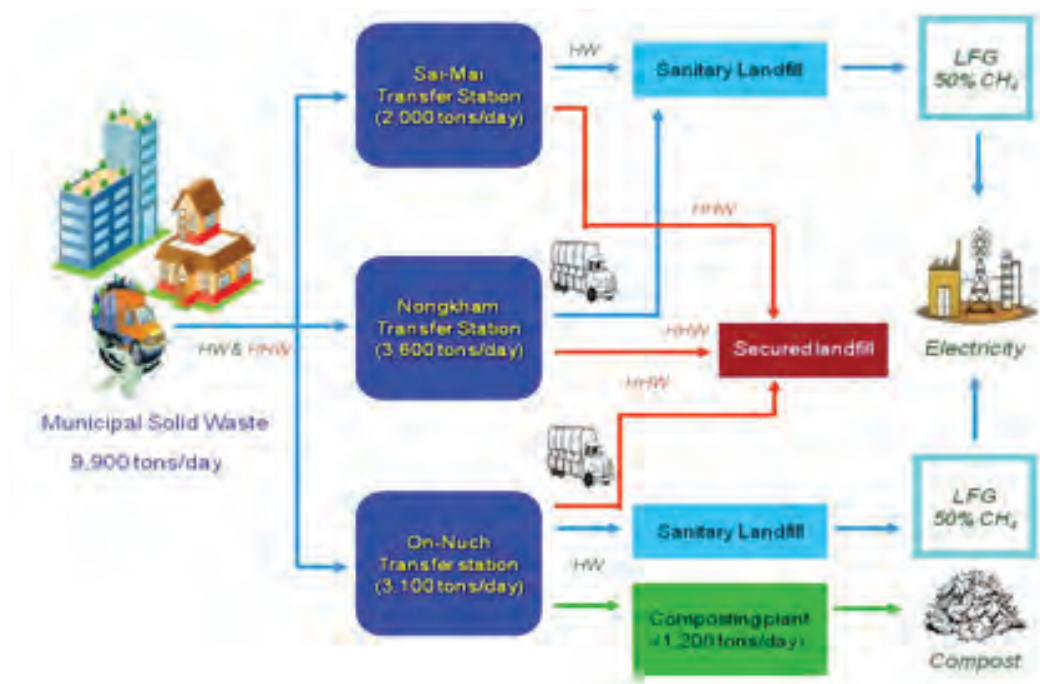 Sai-Mai
Transfer Station
(2,000 tons/day)
HW
Sanitary Landfill
LFG
50% CH₄
HHW
Nongkham
Transfer Station
(3,600 tons/day)
HW & HHW
HHW
Secured landfill
Electricity
HHW
Municipal Solid Waste
9,900 tons/day
On-Nuch
Transfer station
(3,100 tons/day)
HW
Sanitary Landfill
LFG
50% CH₄
Composting plant
(1,200 tons/day)
Compost